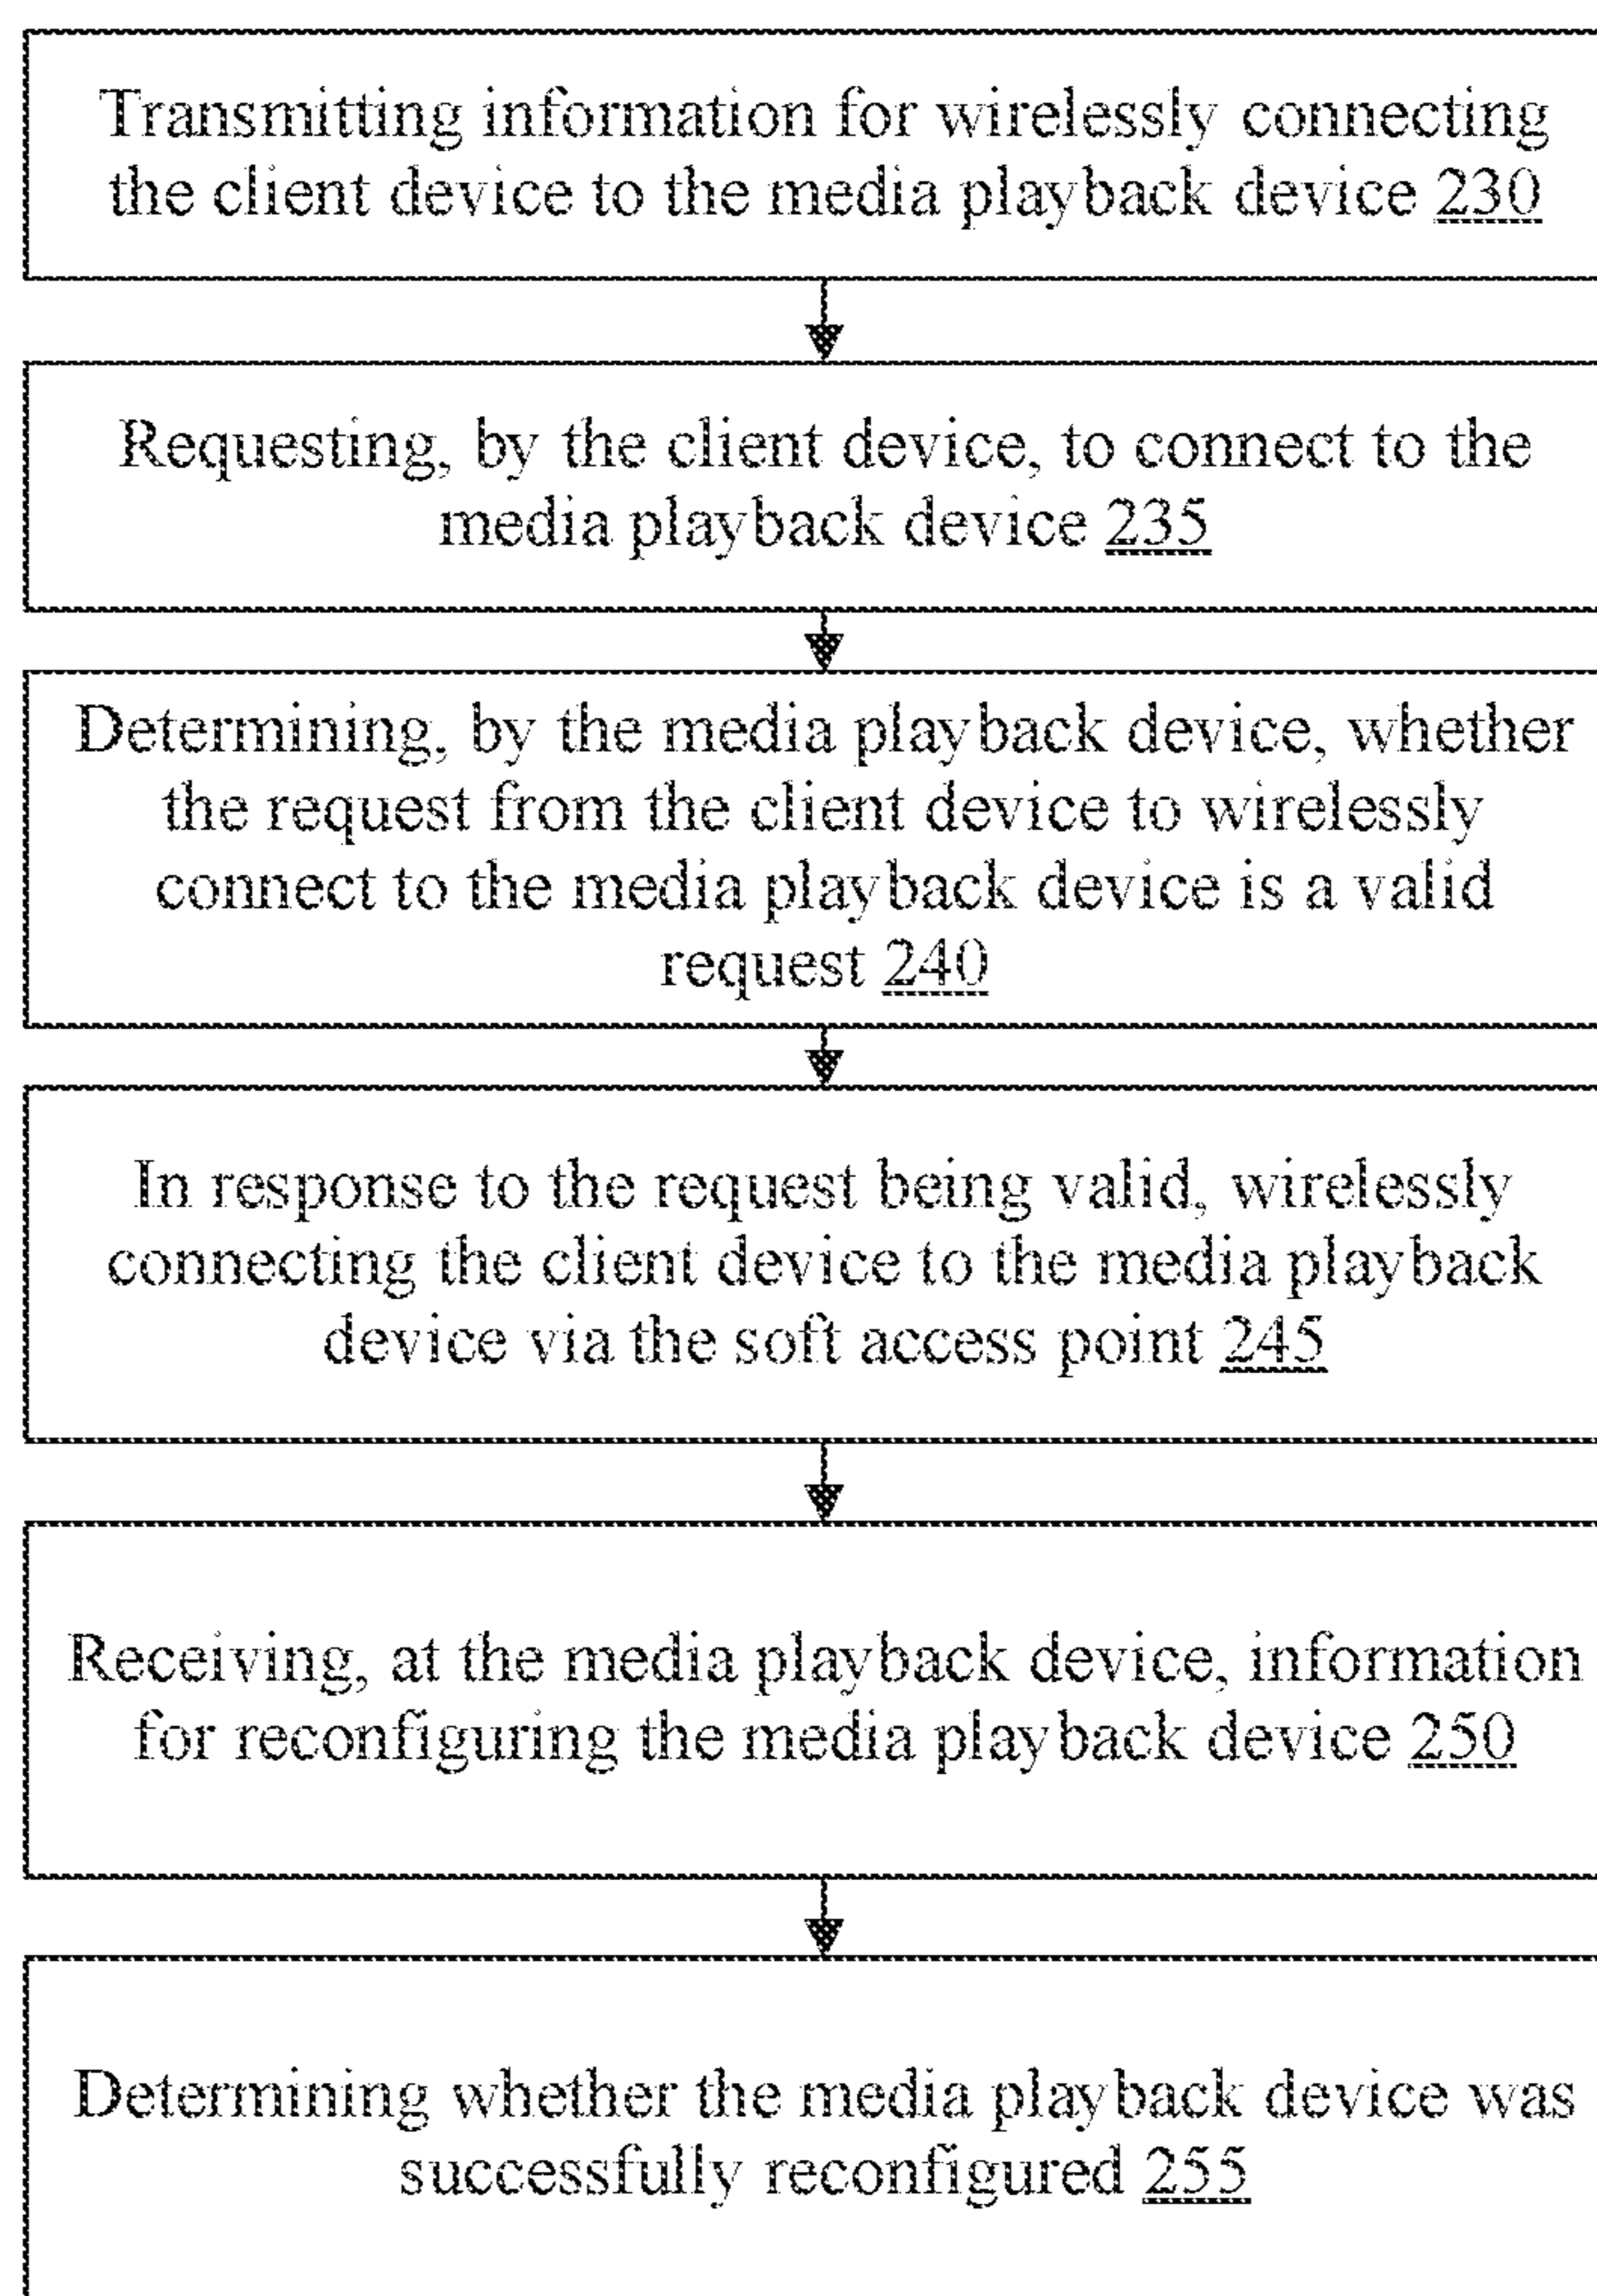 Transmitting information for wirelessly connecting
the client device to the media playback device 230
Requesting, by the client device, to connect to the
media playback device 235
Determining, by the media playback device, whether
the request from the client device to wirelessly
connect to the media playback device is a valid
request 240
In response to the request being valid, wirelessly
connecting the client device to the media playback
device via the soft access point 245
Receiving, at the media playback device, information
for reconfiguring the media playback device 250
Determining whether the media playback device was
successfully reconfigured 255